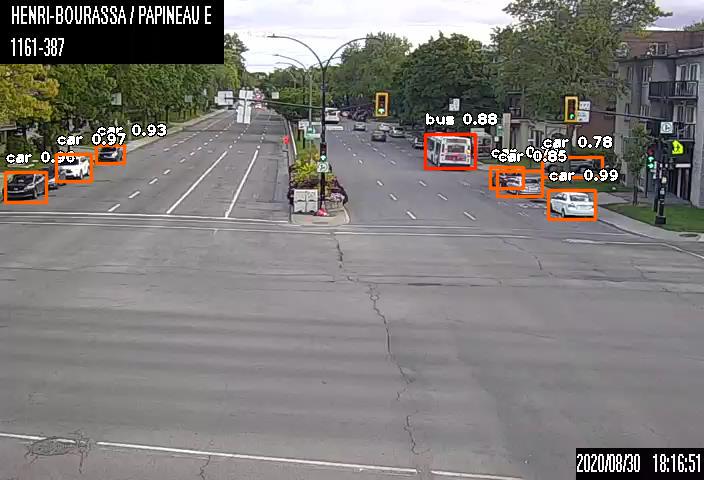 HENRI-BOURASSA / PAPINEAU E
1161-387
bus 0.88
car 0.93
car 0.97
car 0.96
car 0.78
car 0.85
car 0.99
2020/08/30 18:16:51